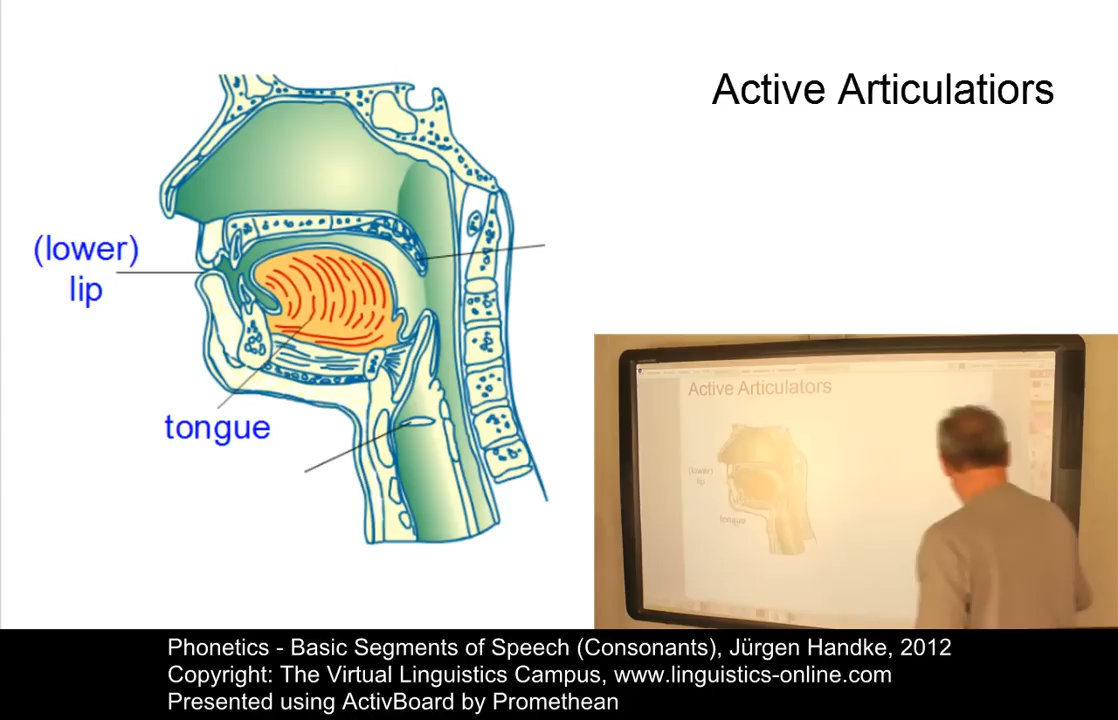 Active Articulatiors
(lower)
lip
tongue
Active Articulators
(lower)
lip
tongue
Phonetics - Basic Segments of Speech (Consonants), Jürgen Handke, 2012
Copyright: The Virtual Linguistics Campus, www.linguistics-online.com
Presented using ActivBoard by Promethean